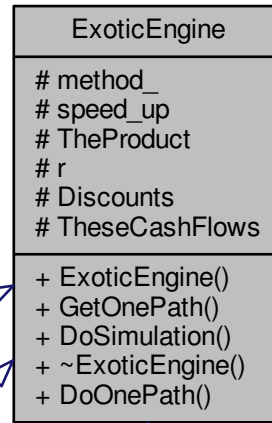 ExoticEngine
# method_
# speed_up
# TheProduct
# r
# Discounts
# TheseCashFlows
+ ExoticEngine()
+ GetOnePath()
+ DoSimulation()
+ ~ExoticEngine()
+ DoOnePath()